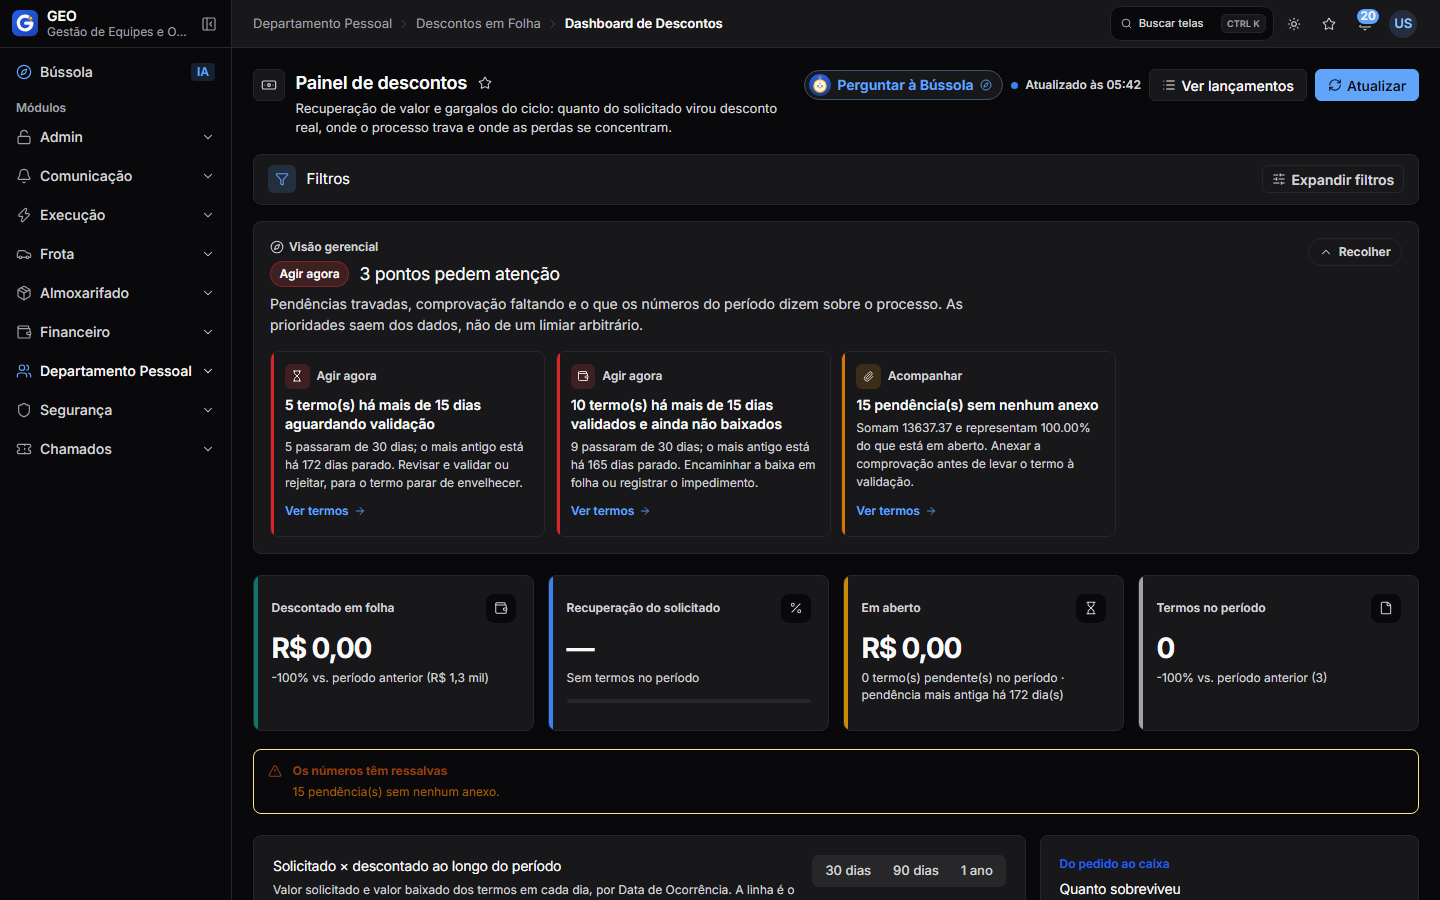 GEO
Gestão de Equipes e O...
Bússola
IA
Módulos
Admin
Comunicação
Execução
Frota
Almoxarifado
Financeiro
Departamento Pessoal
Segurança
Chamados
Departamento Pessoal
Descontos em Folha
Dashboard de Descontos
Buscar telas
CTRL K
20
US
Painel de descontos
Recuperação de valor e gargalos do ciclo: quanto do solicitado virou desconto
real, onde o processo trava e onde as perdas se concentram.
Perguntar à Bússola
Atualizado às 05:42
Ver lançamentos
Atualizar
Filtros
Expandir filtros
Visão gerencial
Recolher
Agir agora
3 pontos pedem atenção
Pendências travadas, comprovação faltando e o que os números do período dizem sobre o processo. As
prioridades saem dos dados, não de um limiar arbitrário.
Agir agora
5 termo(s) há mais de 15 dias
aguardando validação
5 passaram de 30 dias; o mais antigo está
há 172 dias parado. Revisar e validar ou
rejeitar, para o termo parar de envelhecer.
Ver termos
Agir agora
10 termo(s) há mais de 15 dias
validados e ainda não baixados
9 passaram de 30 dias; o mais antigo está
há 165 dias parado. Encaminhar a baixa em
folha ou registrar o impedimento.
Ver termos
Acompanhar
15 pendência(s) sem nenhum anexo
Somam 13637.37 e representam 100.00%
do que está em aberto. Anexar a
comprovação antes de levar o termo à
validação.
Ver termos
Descontado em folha
R$ 0,00
-100% vs. período anterior (R$ 1,3 mil)
Recuperação do solicitado
—
Sem termos no período
Em aberto
R$ 0,00
0 termo(s) pendente(s) no período ·
pendência mais antiga há 172 dia(s)
Termos no período
0
-100% vs. período anterior (3)
Os números têm ressalvas
15 pendência(s) sem nenhum anexo.
Solicitado × descontado ao longo do período
Valor solicitado e valor baixado dos termos em cada dia, por Data de Ocorrência. A linha é o
30 dias
90 dias
1 ano
Do pedido ao caixa
Quanto sobreviveu